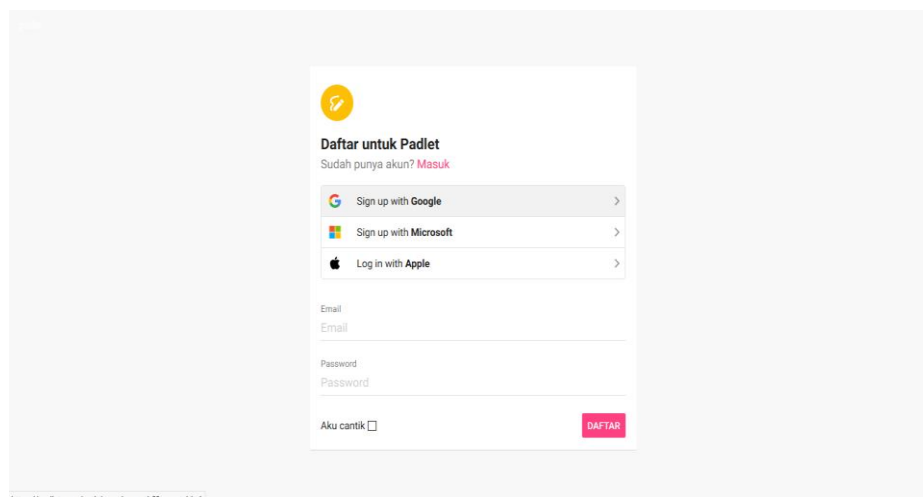 Daftar untuk Padlet
Sudah punya akun? Masuk
Sign up with Google
Sign up with Microsoft
Log in with Apple
Email
Email
Password
Password
Aku cantik
DAFTAR